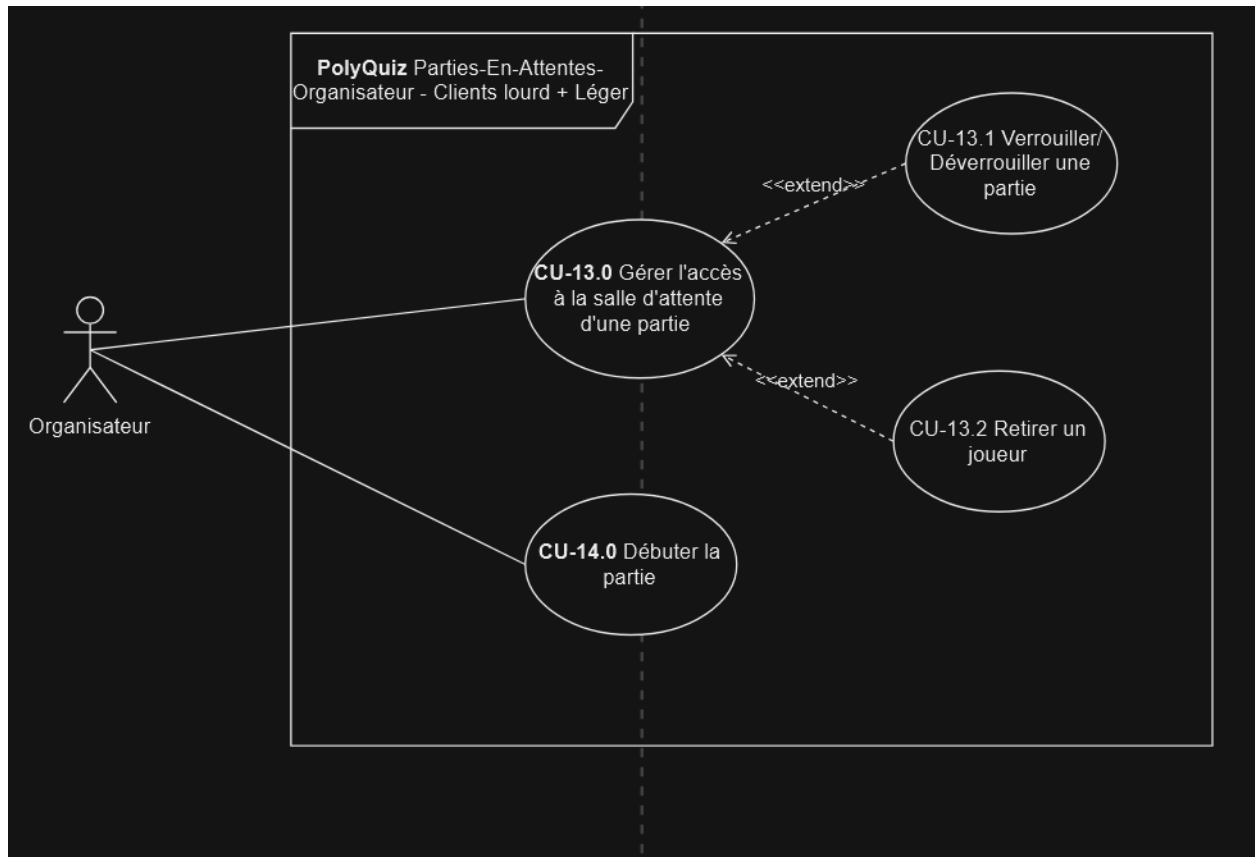 PolyQuiz Parties-En-Attentes-
Organisateur - Clients lourd + Léger
CU-13.1 Verrouiller/
Déverrouiller une
partie
<<extend>>
CU-13.0 Gérer l'accès
à la salle d'attente
d'une partie
<<extend>>
Organisateur
CU-13.2 Retirer un
joueur
CU-14.0 Débuter la
partie